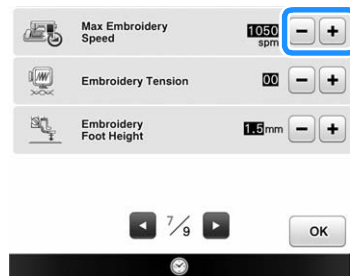 Max Embroidery
Speed
1050
spm
- +
Embroidery Tension
00
- +
Embroidery
Foot Height
1.5mm
- +
7/9
OK